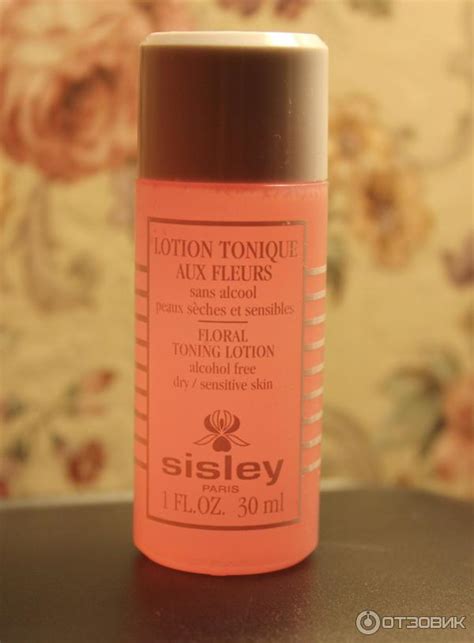 LOTION TONIQUE
AUX FLEURS
sans alcool
peaux sèches et sensibles
FLORAL
TONING LOTION
alcohol free
dry / sensitive skin
sisley
PARIS
1 FL.OZ. 30 ml
ОТЗОВИК